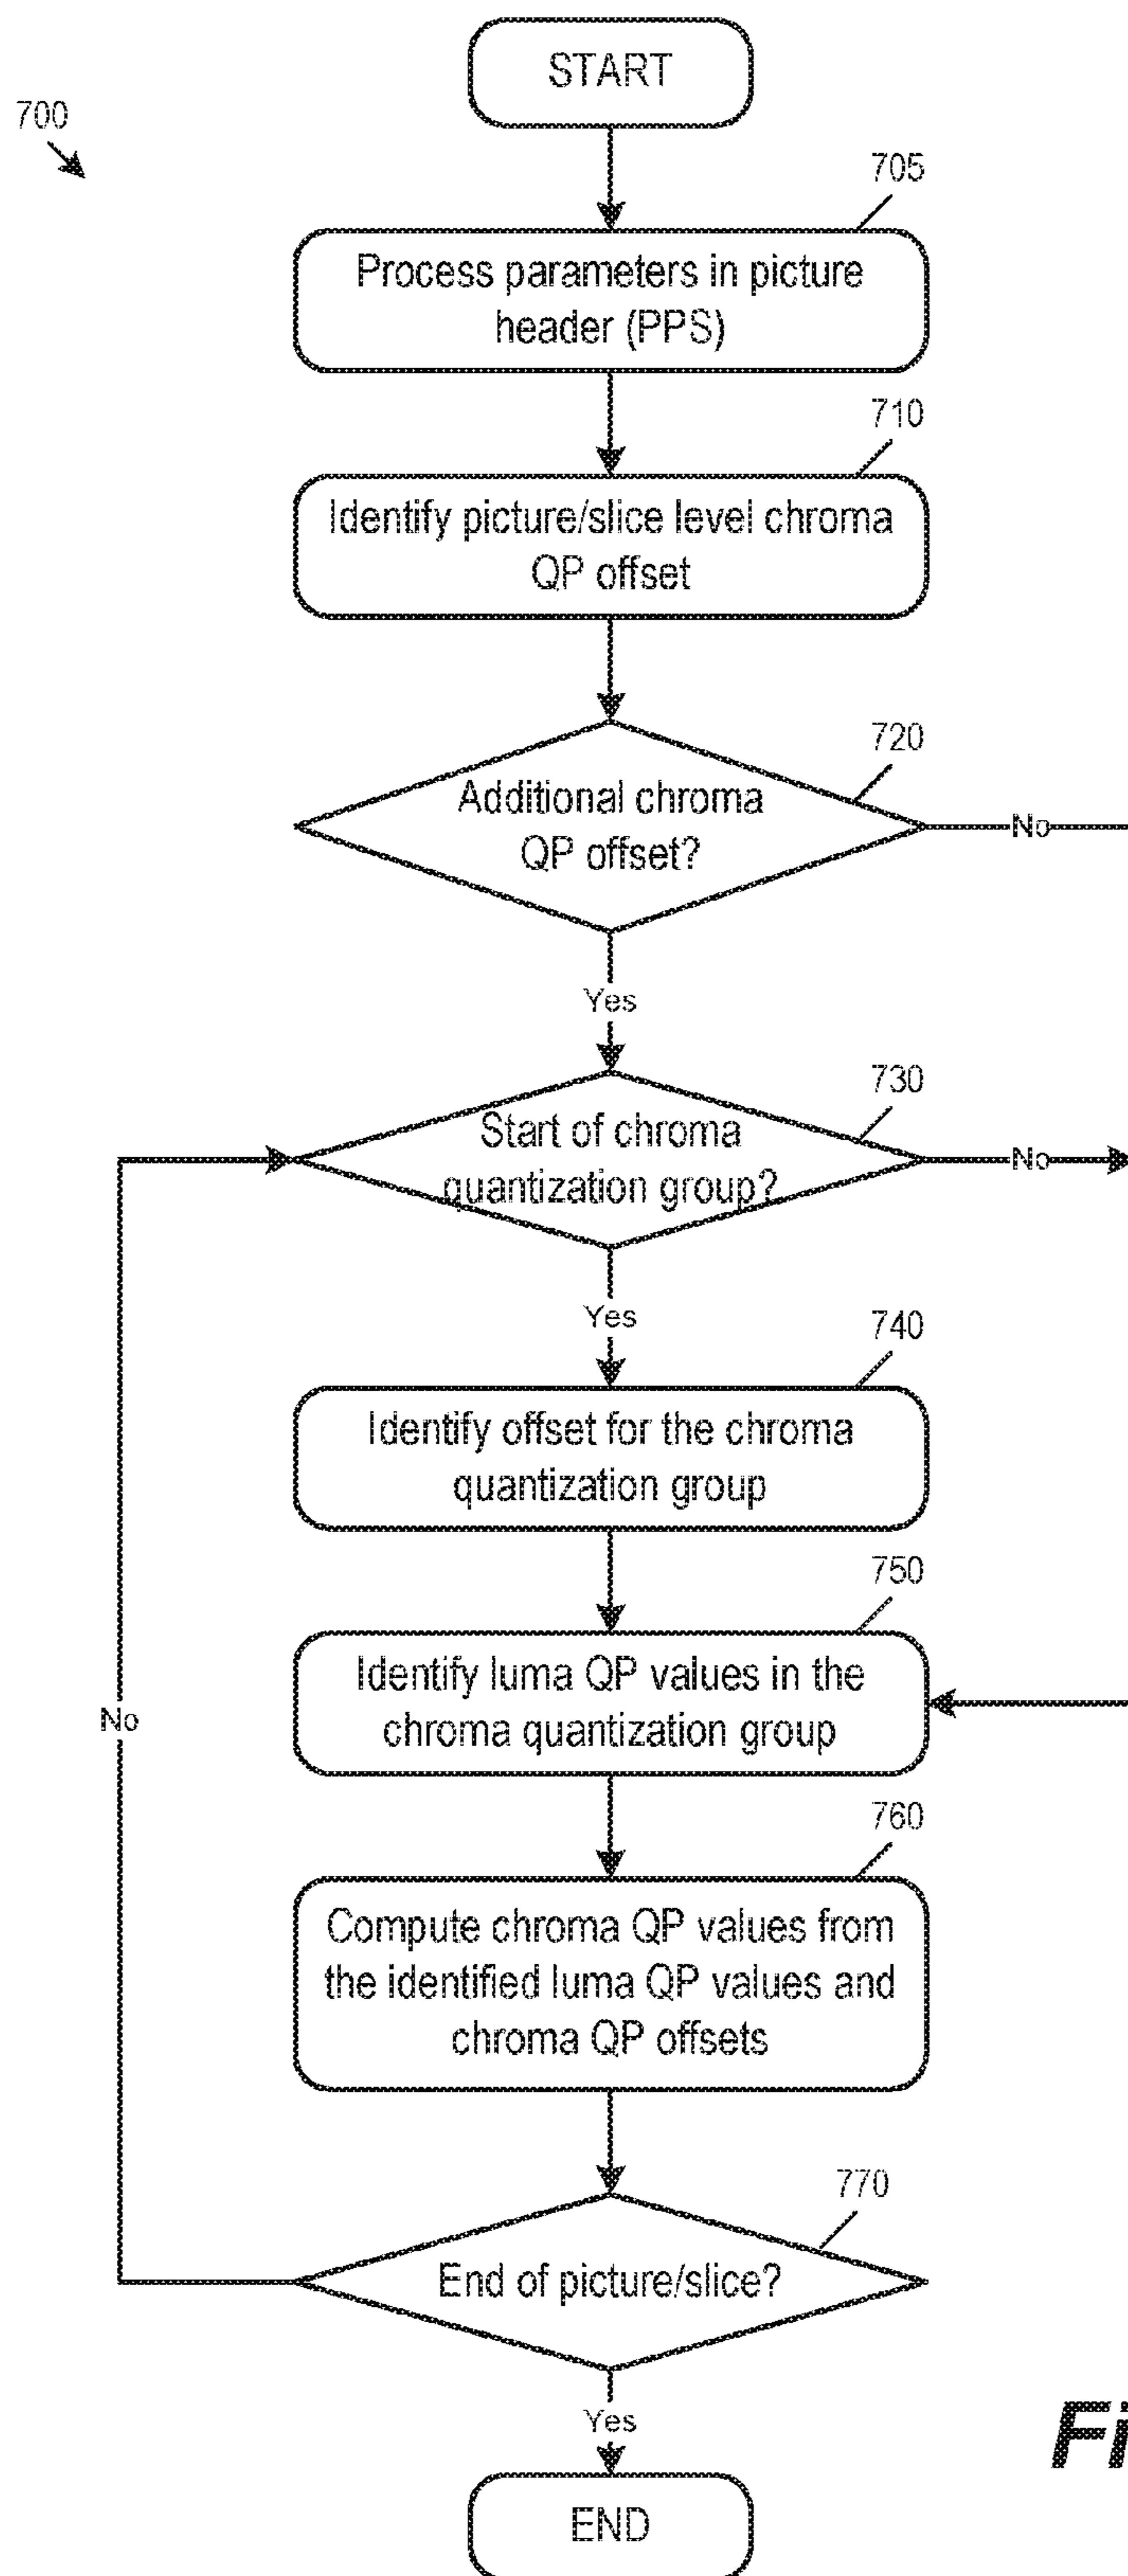 START
700
705
Process parameters in picture
header (PPS)
710
Identify picture/slice level chroma
QP offset
720
Additional chroma
QP offset?
No
Yes
730
Start of chroma
quantization group?
No
Yes
740
Identify offset for the chroma
quantization group
750
Identify luma QP values in the
chroma quantization group
No
760
Compute chroma QP values from
the identified luma QP values and
chroma QP offsets
770
End of picture/slice?
Yes
Fi
END